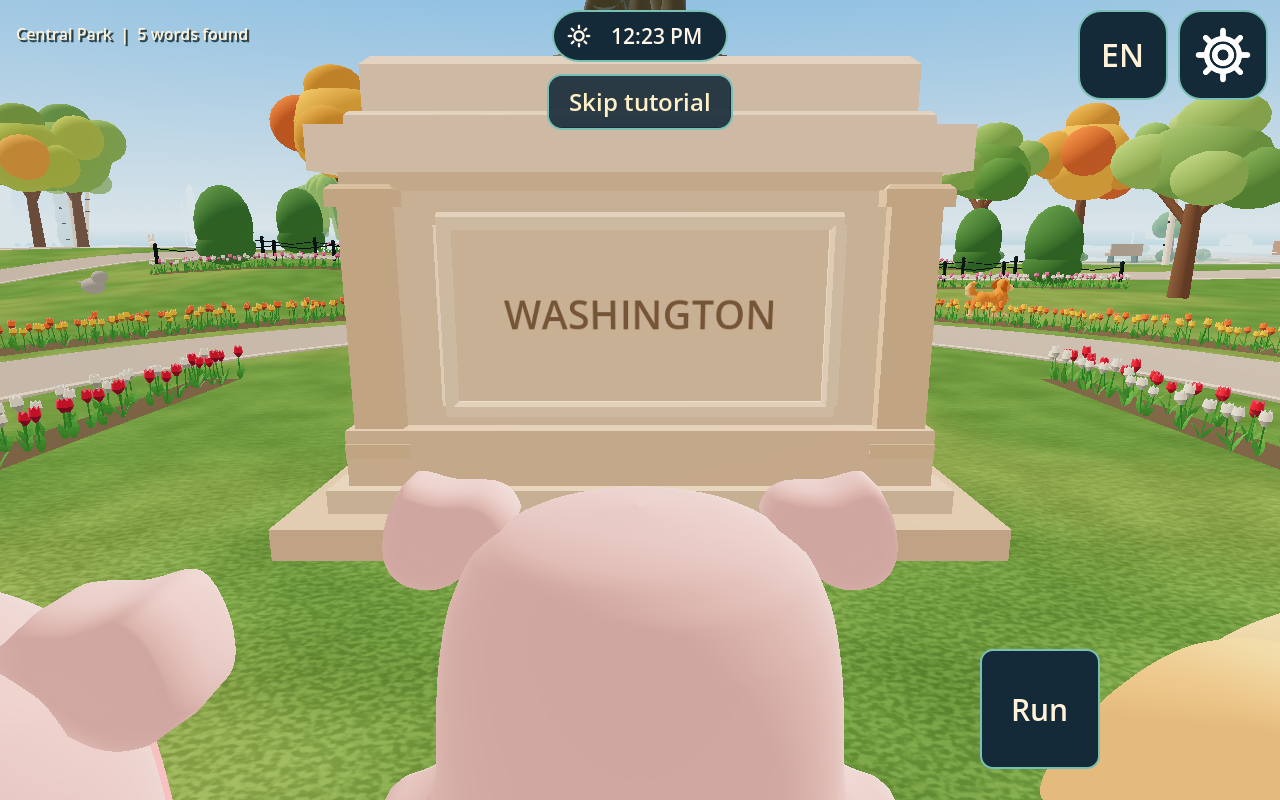 Central Park | 5 words found
12:23 PM
EN
Skip tutorial
WASHINGTON
Run